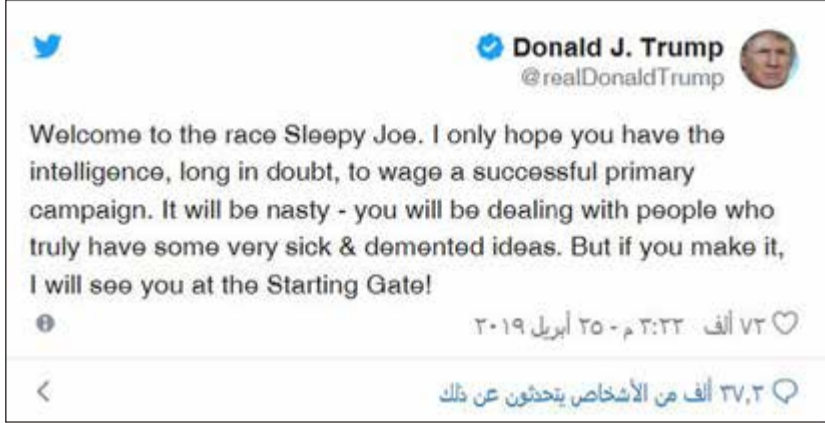 Donald J. Trump
@realDonaldTrump
Welcome to the race Sleepy Joe. I only hope you have the
intelligence, long in doubt, to wage a successful primary
campaign. It will be nasty - you will be dealing with people who
truly have some very sick & demented ideas. But if you make it,
I will see you at the Starting Gate!
٧٣ ألف ٣:٢٢ م - ٢٥ أبريل ٢٠١٩
٣٧,٣ ألف من الأشخاص يتحدثون عن ذلك